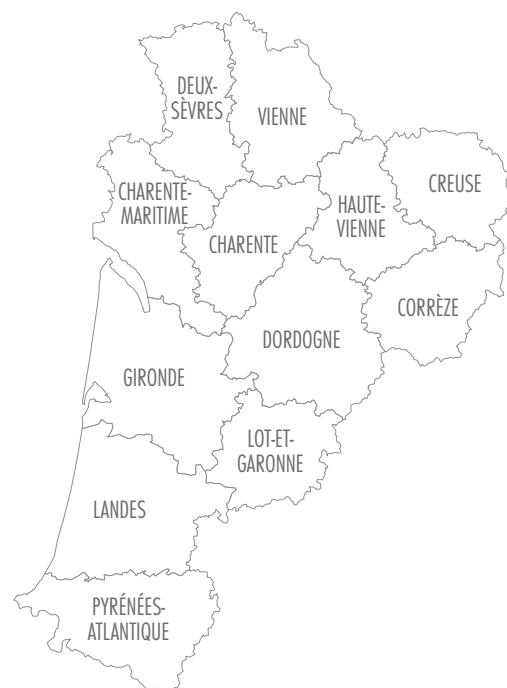 DEUX-
SÈVRES
VIENNE
CHARENTE-
MARITIME
CHARENTE
HAUTE-
VIENNE
CREUSE
CORRÈZE
DORDOGNE
GIRONDE
LOT-ET-
GARONNE
LANDES
PYRÉNÉES-
ATLANTIQUE